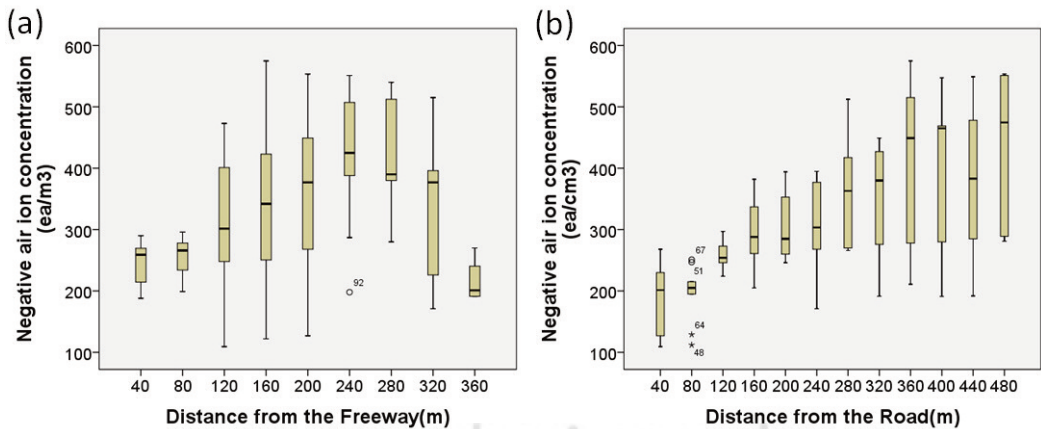 (a)
Negative air ion concentration
(ea/m3)
600
500
400
300
200
100
92
40 80 120 160 200 240 280 320 360
Distance from the Freeway(m)
(b)
Negative air ion concentration
(ea/cm3)
600
500
400
300
200
100
67
51
64
48
40 80 120 160 200 240 280 320 360 400 440 480
Distance from the Road(m)